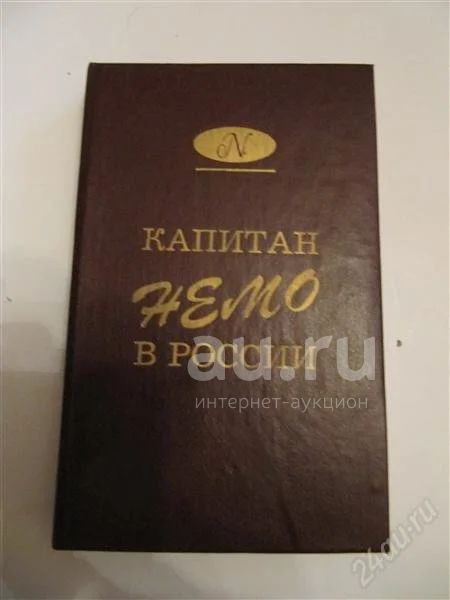 N
КАПИТАН
НЕМО
В РОССИИ
au.ru
интернет-аукцион
24au.ru